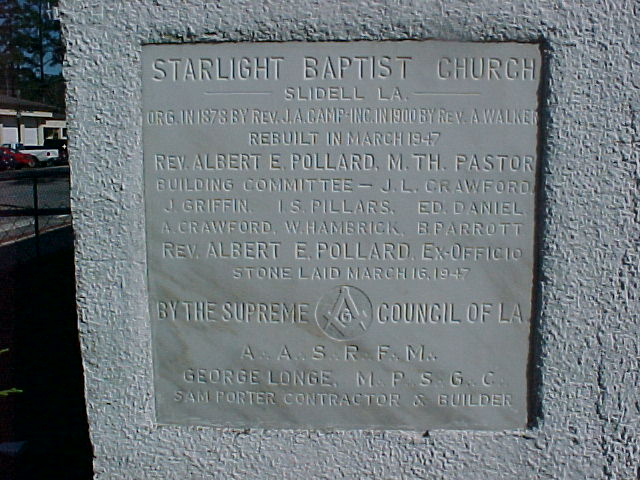 STARLIGHT BAPTIST CHURCH
SLIDELL LA.
ORG. IN 1878 BY REV. J.A. CAMP-INC. IN 1900 BY REV. A. WALKER
REBUILT IN MARCH 1947
REV. ALBERT E. POLLARD, M. TH. PASTOR
BUILDING COMMITTEE — J. L. CRAWFORD,
J. GRIFFIN. I S. PILLARS. ED. DANIEL
A. CRAWFORD, W. HAMBRICK, B PARROTT
REV. ALBERT E. POLLARD. EX-OFFICIO
STONE LAID MARCH 16, 1947
BY THE SUPREME G COUNCIL OF LA
A∴ A∴ S∴ R∴ F∴ M∴
GEORGE LONGE, M∴ P∴ S∴ G∴ C∴
SAM PORTER CONTRACTOR & BUILDER